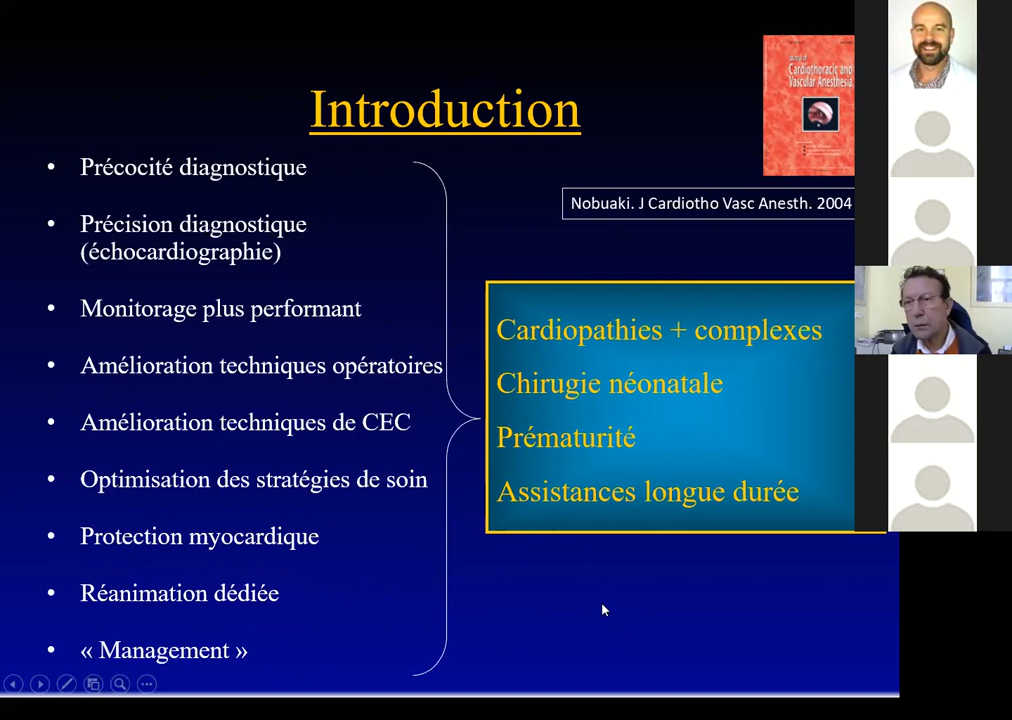 Introduction
Cardiothoracic and
Vascular Anesthesia
Nobuaki. J Cardiotho Vasc Anesth. 2004
• Précocité diagnostique
• Précision diagnostique
(échocardiographie)
• Monitorage plus performant
• Amélioration techniques opératoires
• Amélioration techniques de CEC
• Optimisation des stratégies de soin
• Protection myocardique
• Réanimation dédiée
• « Management »
Cardiopathies + complexes
Chirugie néonatale
Prématurité
Assistances longue durée